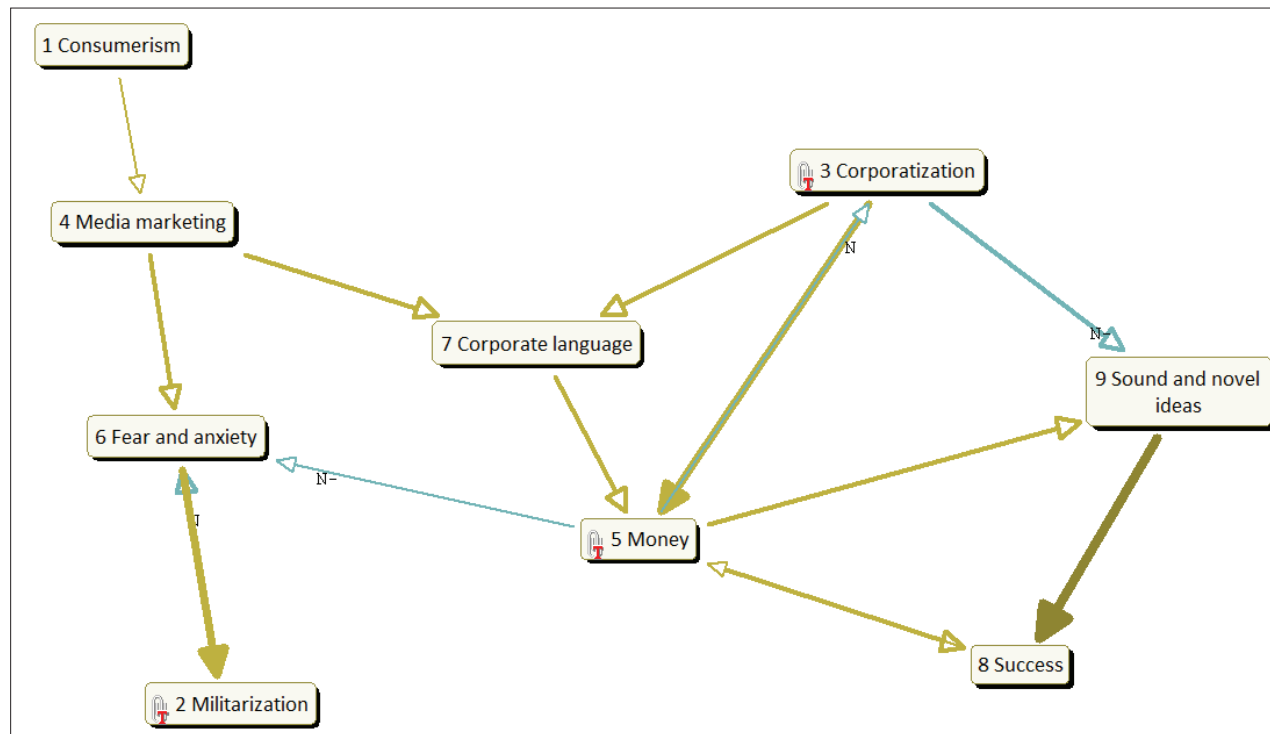 1 Consumerism
T 3 Corporatization
4 Media marketing
N
N-
7 Corporate language
9 Sound and novel
ideas
6 Fear and anxiety
N-
T 5 Money
8 Success
T 2 Militarization